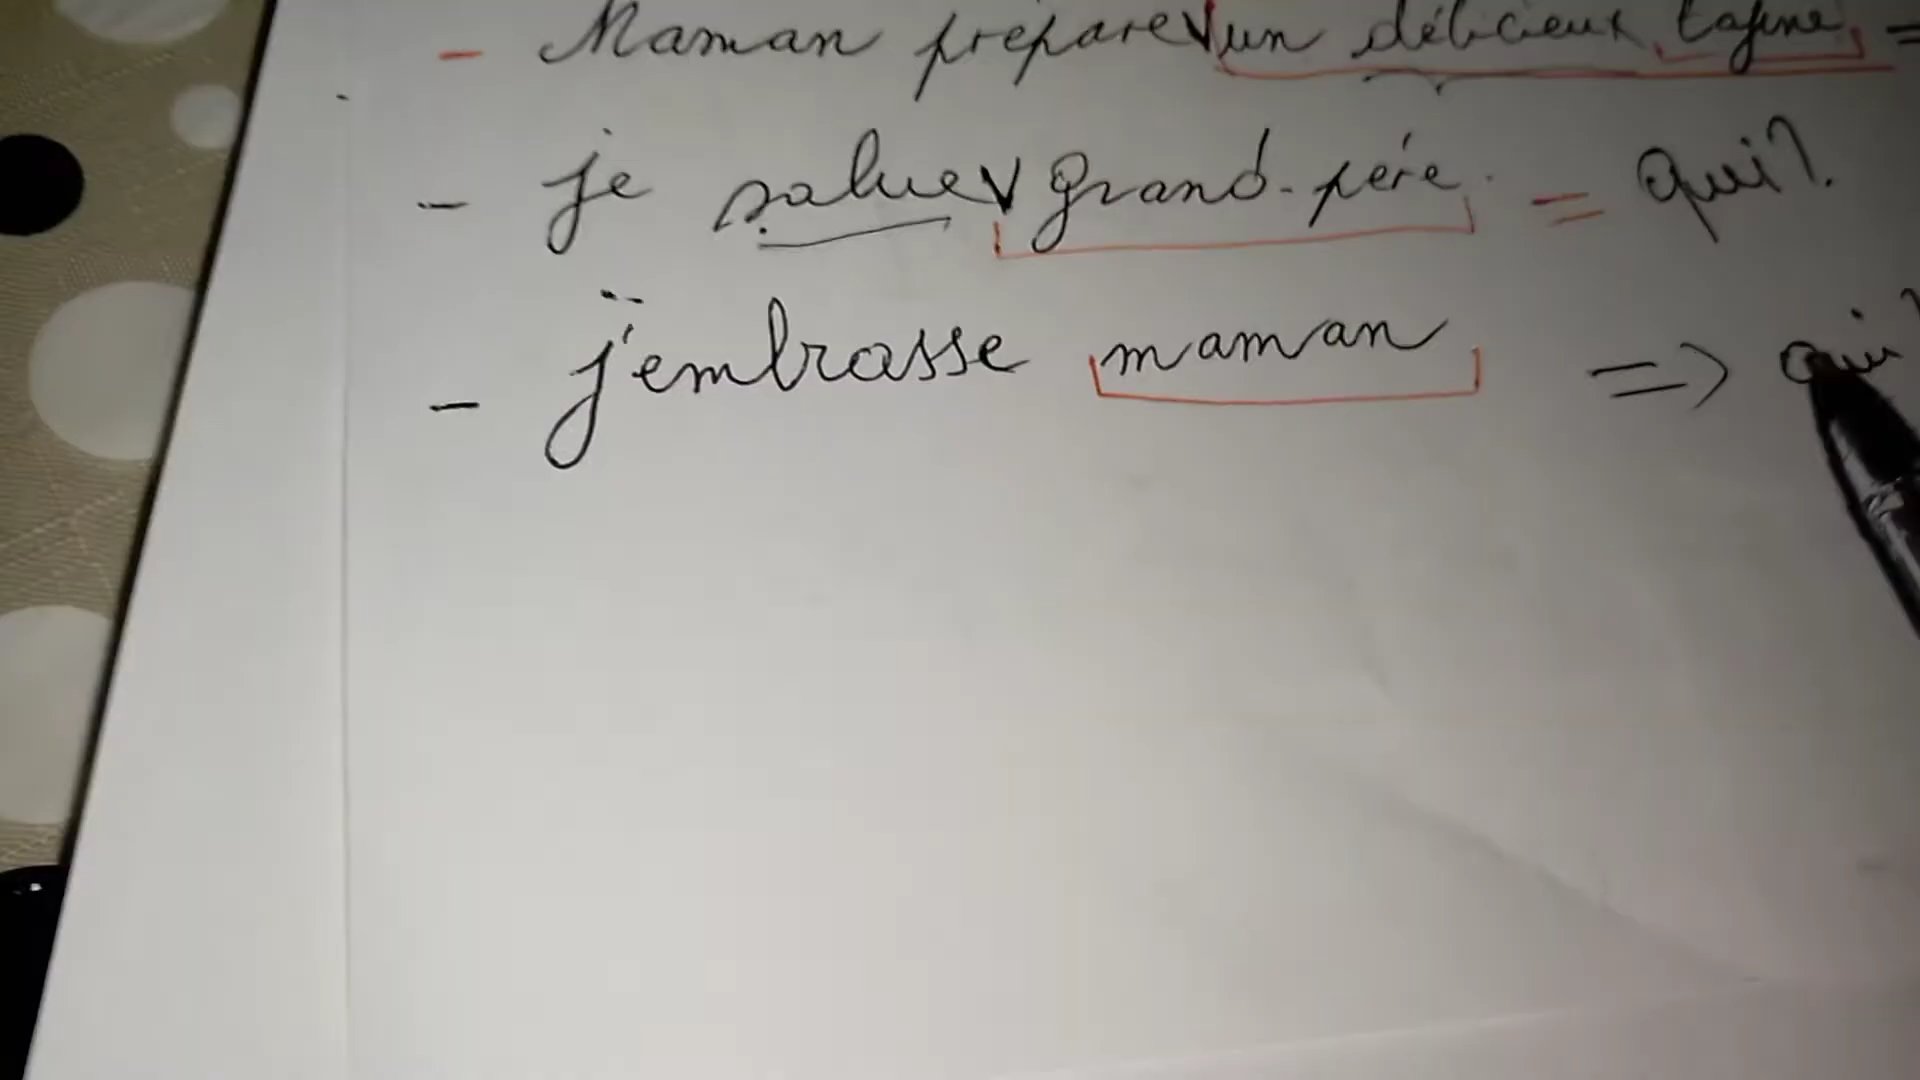 - Maman prépare un délicieux tajine =
- je salue grand-père. = qui?
- j'embrasse maman => qui?